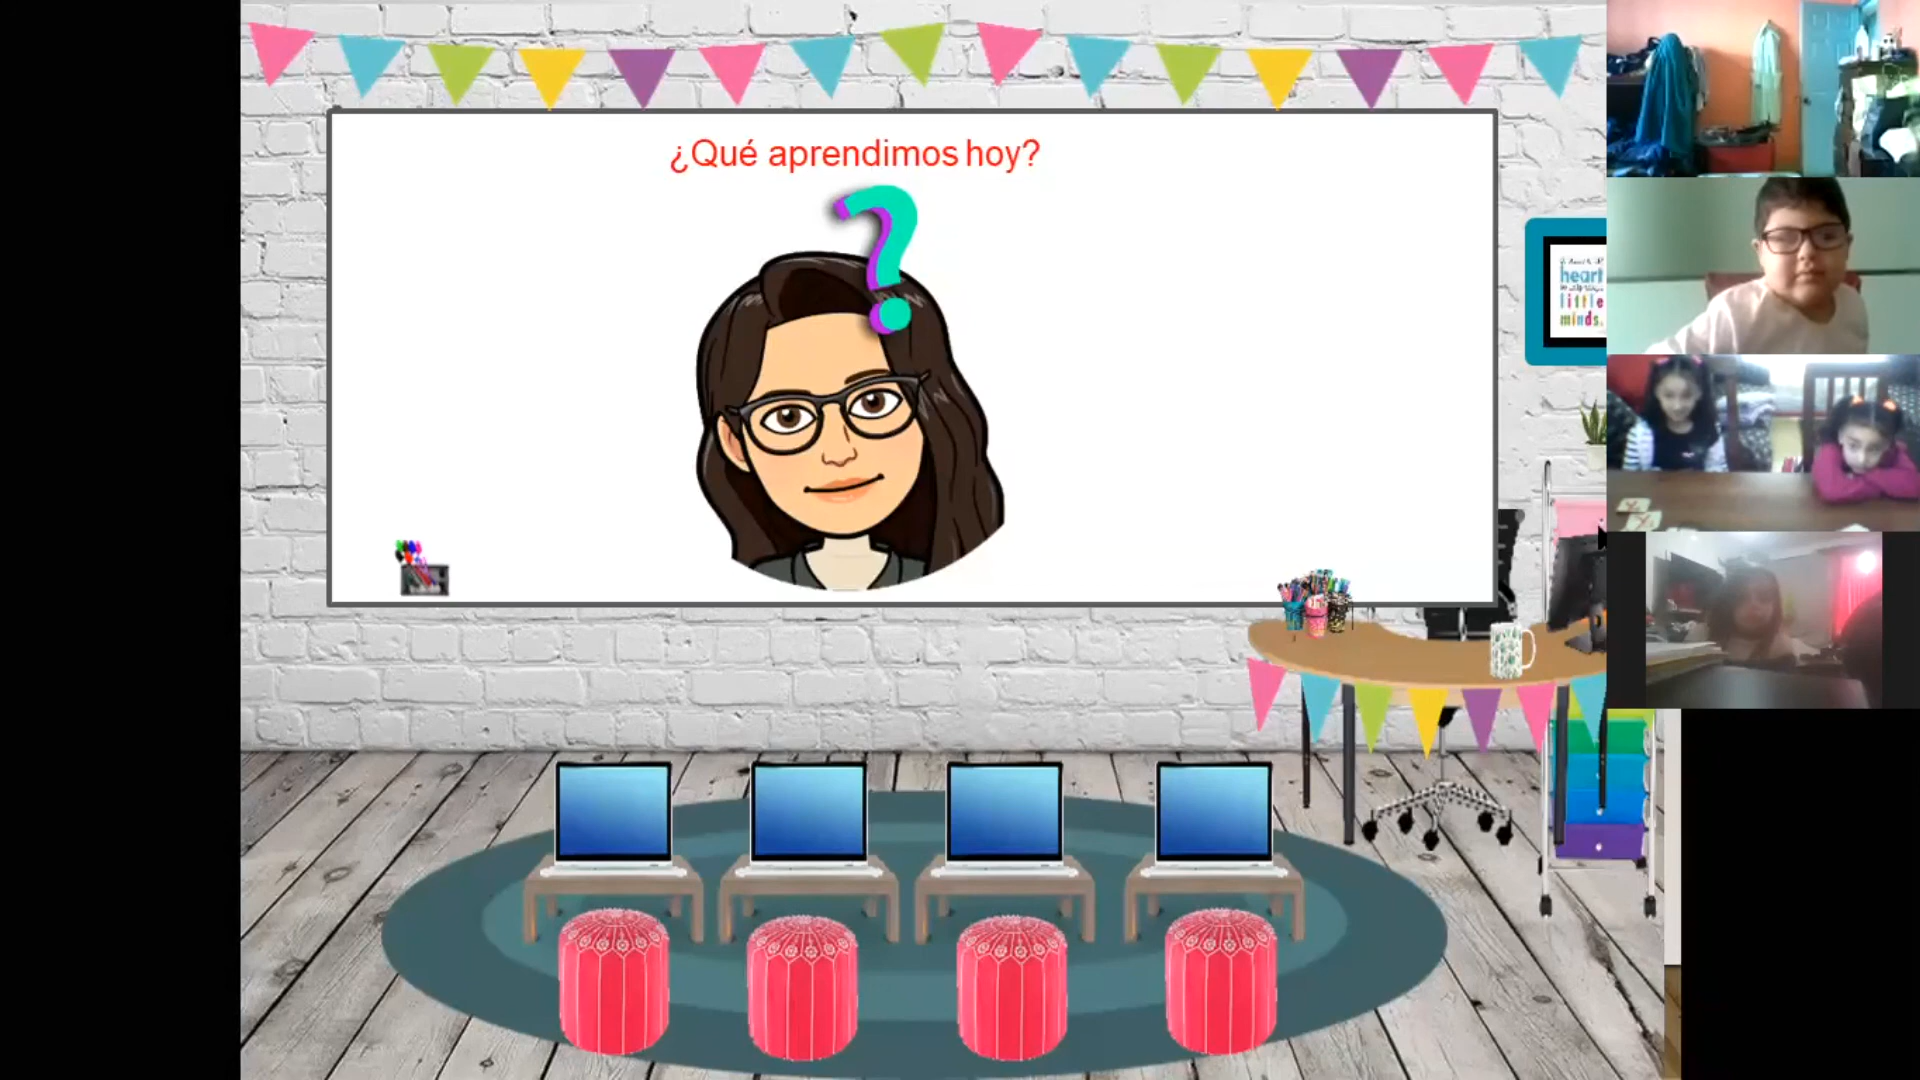 ¿Qué aprendimos hoy?
heart
little
minds.